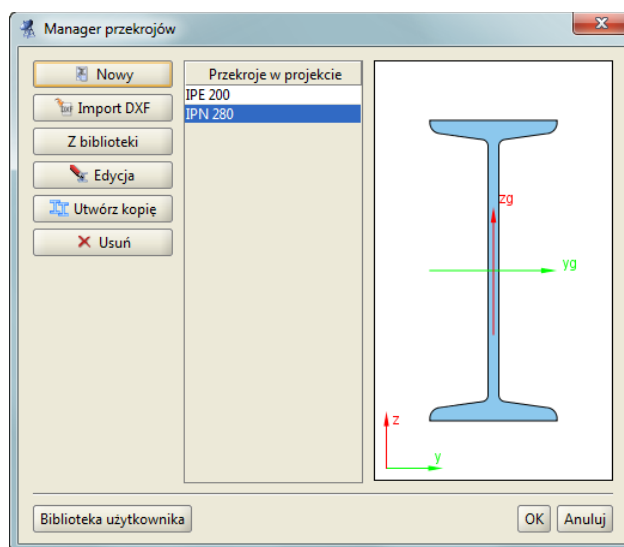 Manager przekrojów
Nowy
Import DXF
Z biblioteki
Edycja
Utwórz kopię
Usuń
Przekroje w projekcie
IPE 200
IPN 280
zg
yg
z
y
Biblioteka użytkownika
OK
Anuluj